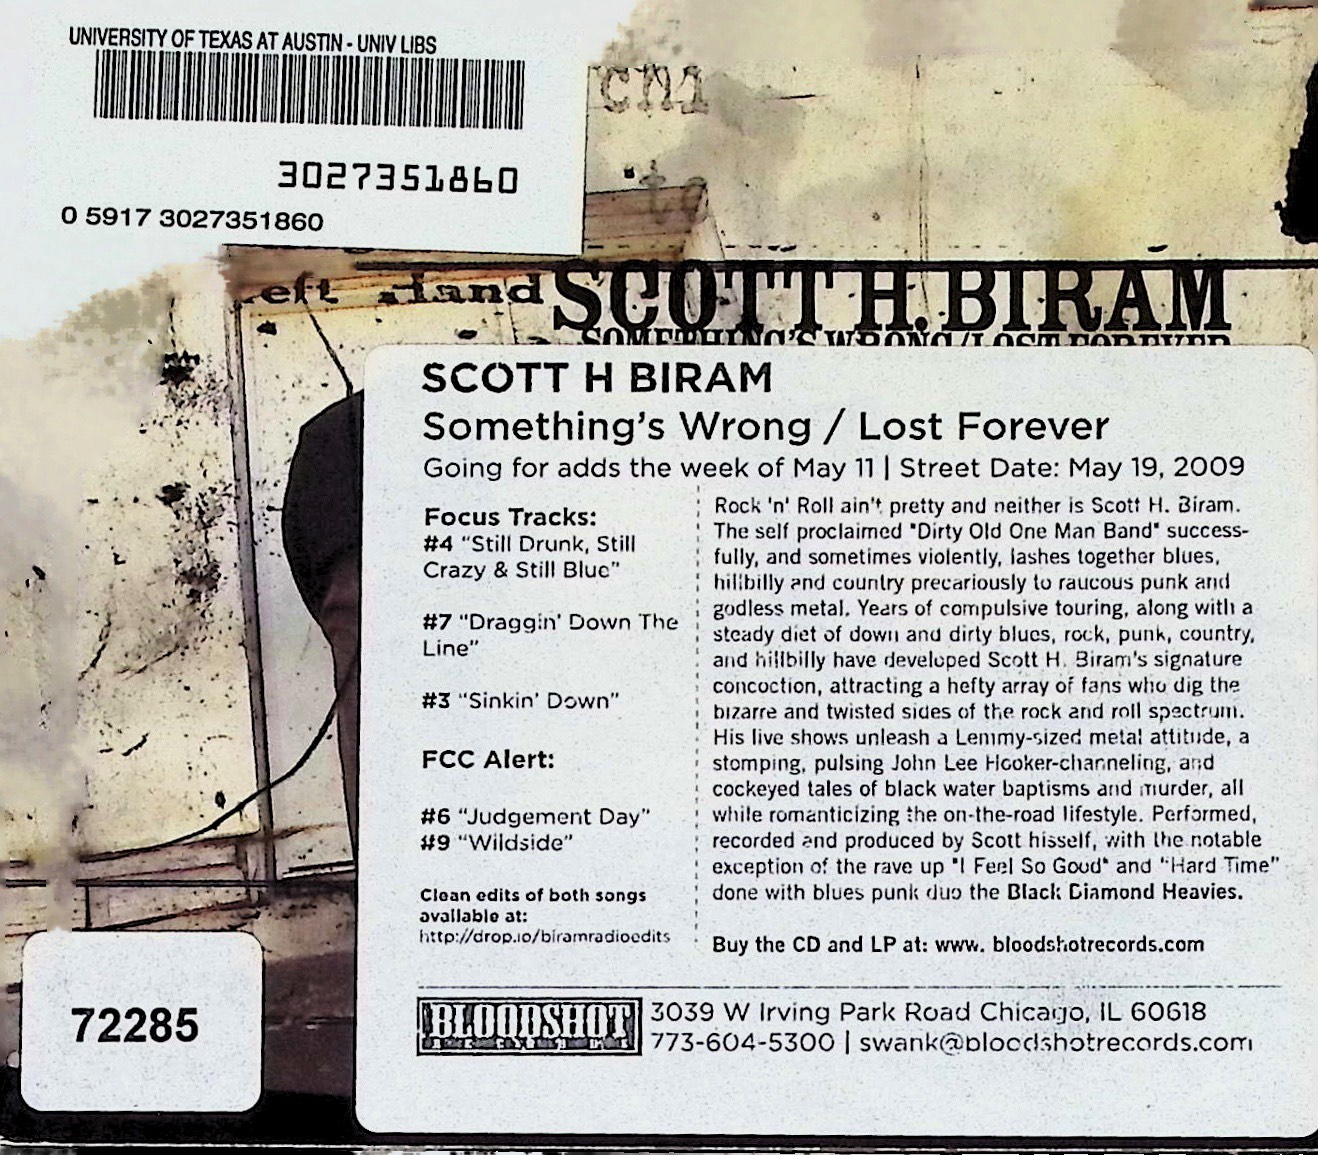 UNIVERSITY OF TEXAS AT AUSTIN - UNIV LIBS
3027351860
0 5917 3027351860
CM1
to
eft Hand
SCOTT H. BIRAM
SOMETHING'S WRONG/LOST FOREVER
SCOTT H BIRAM
Something's Wrong / Lost Forever
Going for adds the week of May 11 | Street Date: May 19, 2009
Focus Tracks:
#4 "Still Drunk, Still
Crazy & Still Blue"
#7 "Draggin' Down The
Line"
#3 "Sinkin' Down"
FCC Alert:
#6 "Judgement Day"
#9 "Wildside"
Clean edits of both songs
available at:
http://drop.io/biramradioedits
Rock 'n' Roll ain't pretty and neither is Scott H. Biram.
The self proclaimed "Dirty Old One Man Band" success-
fully, and sometimes violently, lashes together blues,
hillbilly and country precariously to raucous punk and
godless metal. Years of compulsive touring, along with a
steady diet of down and dirty blues, rock, punk, country,
and hillbilly have developed Scott H. Biram's signature
concoction, attracting a hefty array of fans who dig the
bizarre and twisted sides of the rock and roll spectrum.
His live shows unleash a Lemmy-sized metal attitude, a
stomping, pulsing John Lee Hooker-channeling, and
cockeyed tales of black water baptisms and murder, all
while romanticizing the on-the-road lifestyle. Performed,
recorded and produced by Scott hisself, with the notable
exception of the rave up "I Feel So Good" and "Hard Time"
done with blues punk duo the Black Diamond Heavies.
Buy the CD and LP at: www. bloodshotrecords.com
BLOODSHOT
RECORDS
3039 W Irving Park Road Chicago, IL 60618
773-604-5300 | swank@bloodshotrecords.com
72285